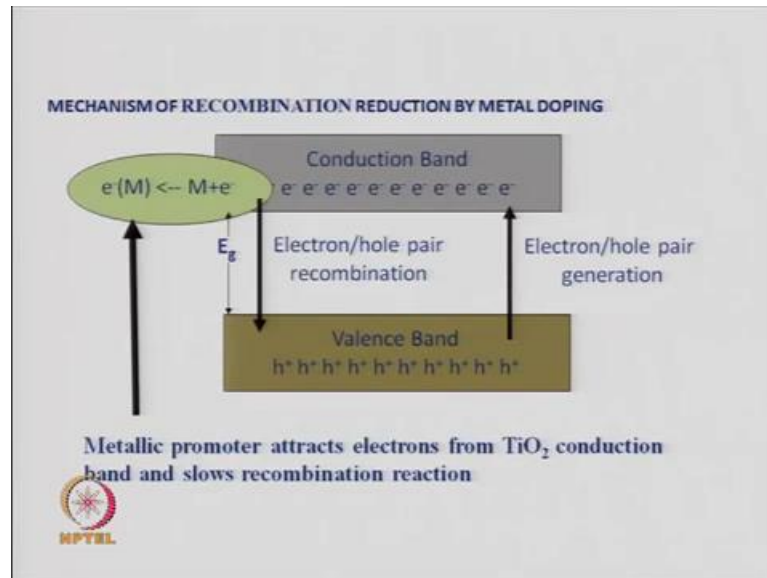 MECHANISM OF RECOMBINATION REDUCTION BY METAL DOPING
Conduction Band
e⁻(M) <-- M+e⁻ e⁻ e⁻ e⁻ e⁻ e⁻ e⁻ e⁻ e⁻ e⁻ e⁻ e⁻
Eg
Electron/hole pair
recombination
Electron/hole pair
generation
Valence Band
h⁺ h⁺ h⁺ h⁺ h⁺ h⁺ h⁺ h⁺ h⁺ h⁺
Metallic promoter attracts electrons from TiO₂ conduction
band and slows recombination reaction
NPTEL